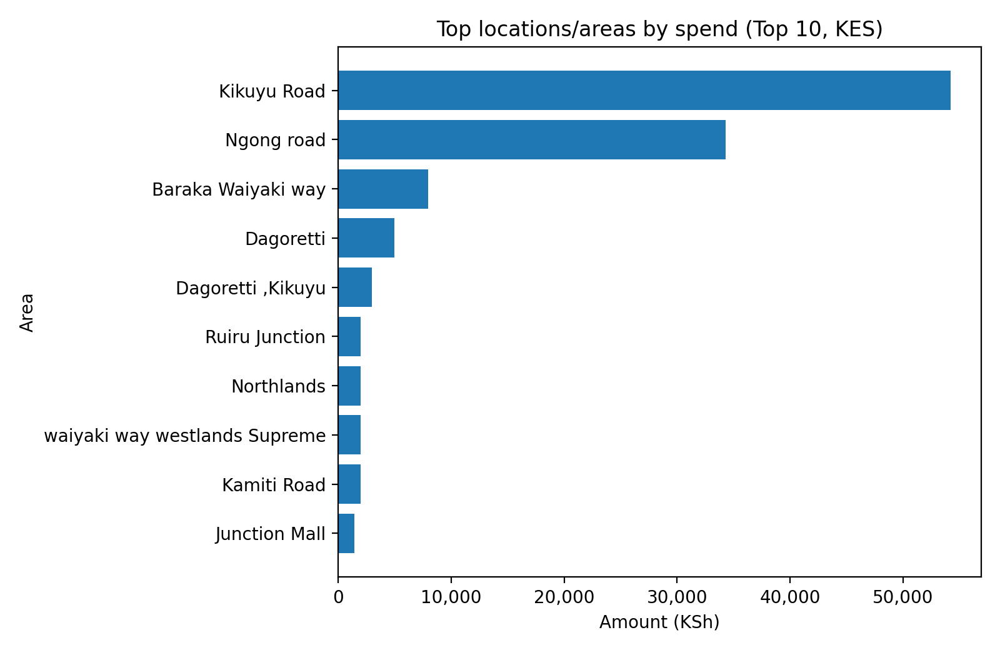 Top locations/areas by spend (Top 10, KES)
Kikuyu Road
Ngong road
Baraka Waiyaki way
Dagoretti
Dagoretti ,Kikuyu
Ruiru Junction
Northlands
waiyaki way westlands Supreme
Kamiti Road
Junction Mall
Area
0 10,000 20,000 30,000 40,000 50,000
Amount (KSh)